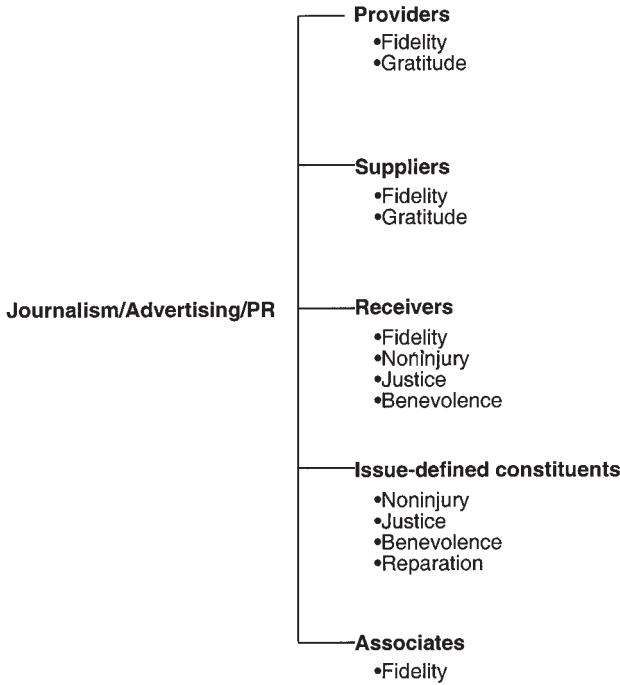 Providers
•Fidelity
•Gratitude
Suppliers
•Fidelity
•Gratitude
Journalism/Advertising/PR
Receivers
•Fidelity
•Noninjury
•Justice
•Benevolence
Issue-defined constituents
•Noninjury
•Justice
•Benevolence
•Reparation
Associates
•Fidelity